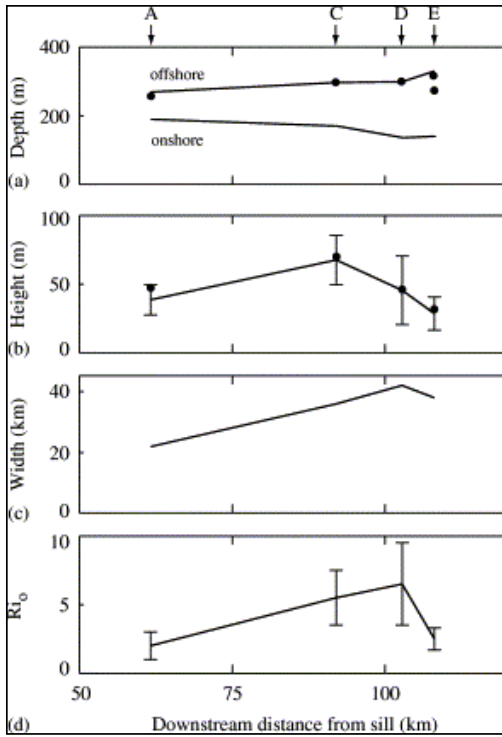 A C D E
400
200
0
Depth (m)
(a)
offshore
onshore
100
50
0
Height (m)
(b)
40
20
0
Width (km)
(c)
10
5
0
Ri₀
(d)
50 75 100
Downstream distance from sill (km)